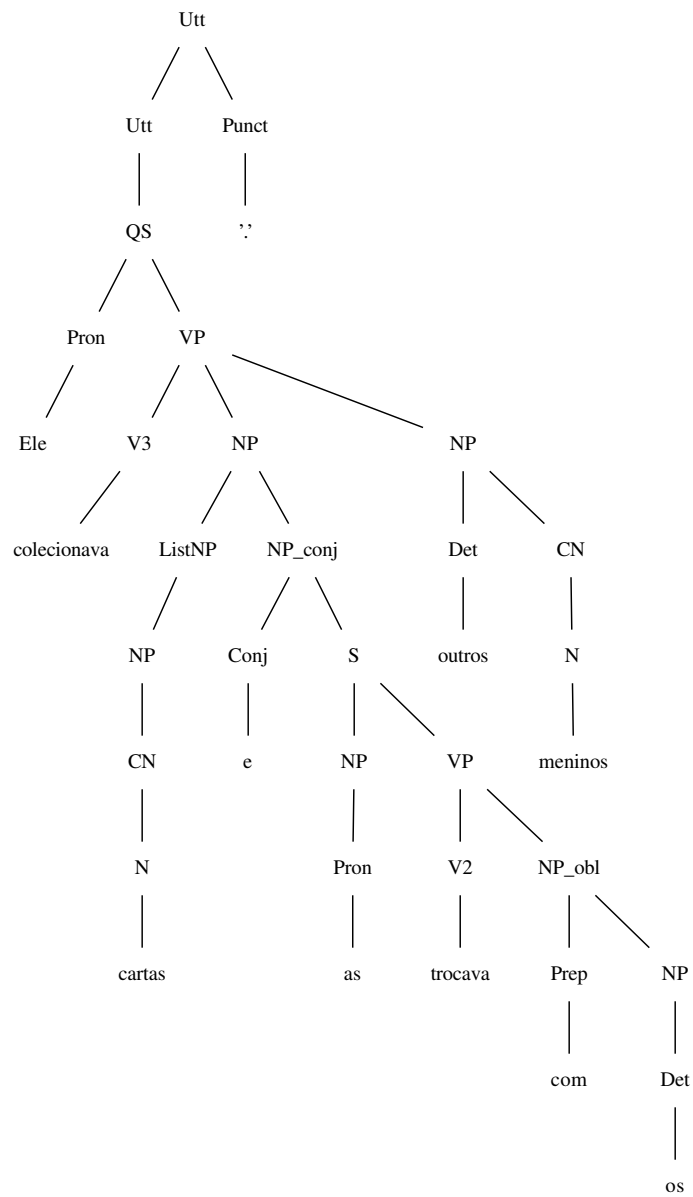 Utt
Utt Punct
QS '.'
Pron VP
Ele V3 NP NP
colecionava ListNP NP_conj Det CN
NP Conj S outros N
CN e NP VP meninos
N Pron V2 NP_obl
cartas as trocava Prep NP
com Det
os